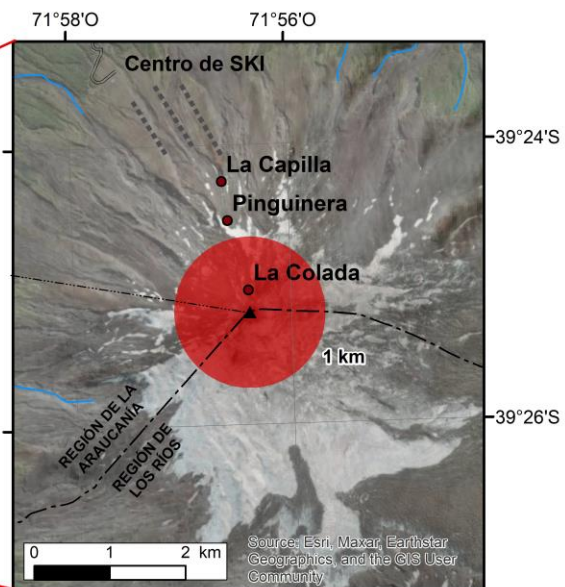 71°58'O
71°56'O
Centro de SKI
39°24'S
La Capilla
Pinguinera
La Colada
1 km
REGIÓN DE LA
ARAUCANÍA
REGIÓN DE
LOS RÍOS
39°26'S
0 1 2 km
Source: Esri, Maxar, Earthstar
Geographics, and the GIS User
Community